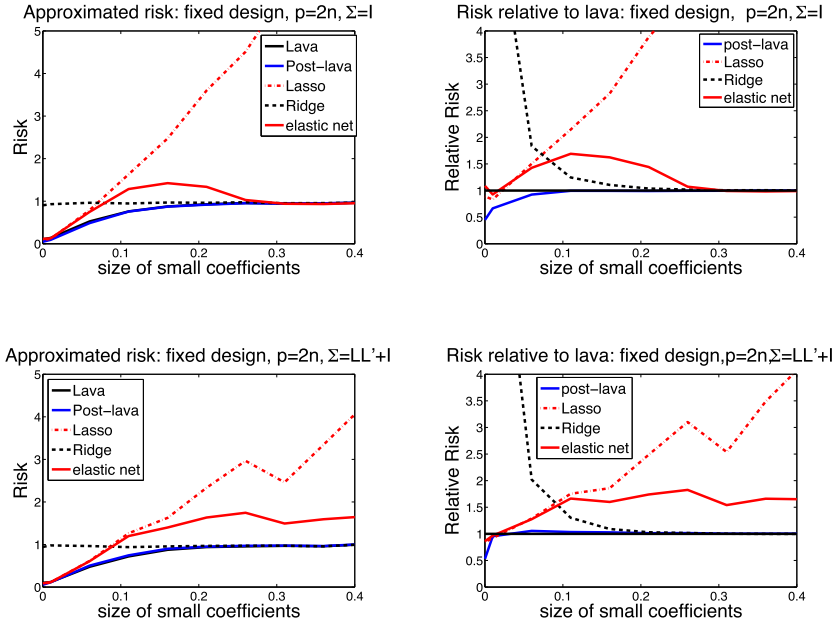 Approximated risk: fixed design, p=2n, Σ=I
5
4
3
2
1
0
0
0.1
0.2
0.3
0.4
Risk
size of small coefficients
Lava
Post−lava
Lasso
Ridge
elastic net
Risk relative to lava: fixed design, p=2n, Σ=I
4
3.5
3
2.5
2
1.5
1
0.5
0
0
0.1
0.2
0.3
0.4
Relative Risk
size of small coefficients
post−lava
Lasso
Ridge
elastic net
Approximated risk: fixed design, p=2n, Σ=LL'+I
5
4
3
2
1
0
0
0.1
0.2
0.3
0.4
Risk
size of small coefficients
Lava
Post−lava
Lasso
Ridge
elastic net
Risk relative to lava: fixed design,p=2n,Σ=LL'+I
4
3.5
3
2.5
2
1.5
1
0.5
0
0
0.1
0.2
0.3
0.4
Relative Risk
size of small coefficients
post−lava
Lasso
Ridge
elastic net